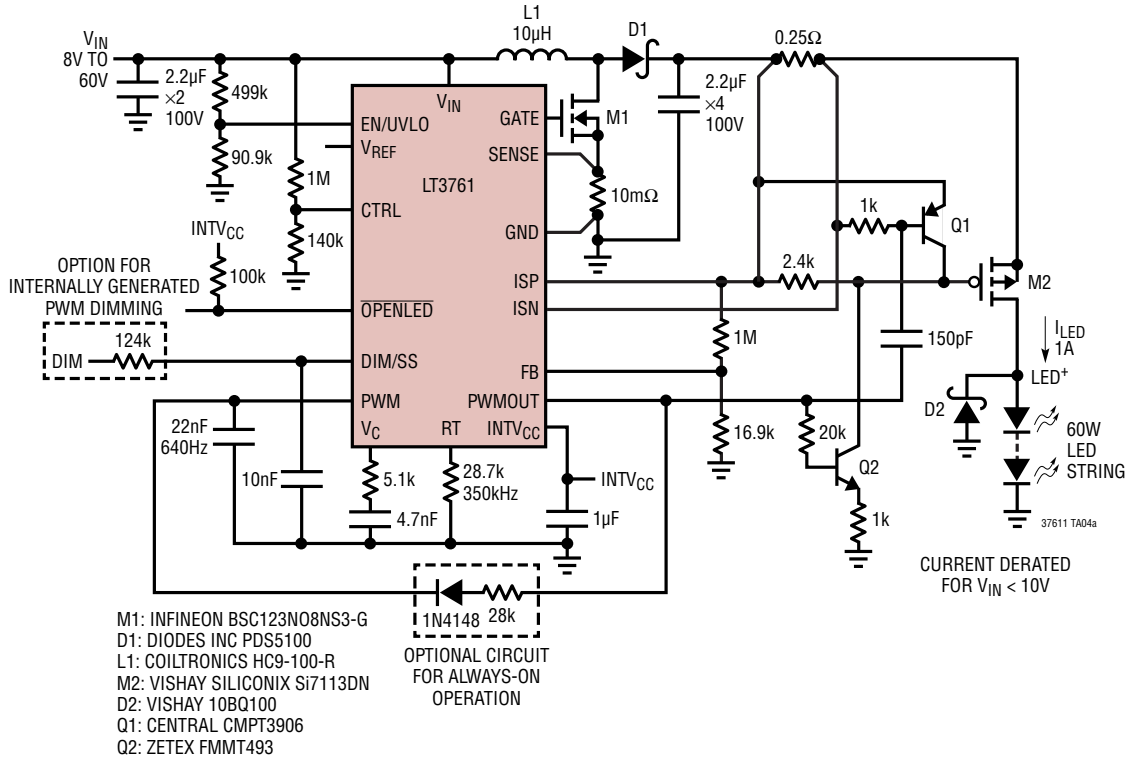 L1
10µH
D1
0.25Ω
VIN
8V TO
60V
2.2µF
×2
100V
499k
90.9k
1M
140k
VIN
EN/UVLO
VREF
LT3761
CTRL
GATE
SENSE
GND
M1
10mΩ
2.2µF
×4
100V
1k
Q1
2.4k
M2
INTVCC
100k
OPTION FOR
INTERNALLY GENERATED
PWM DIMMING
DIM
124k
OPENLED
DIM/SS
PWM
VC
RT
ISP
ISN
FB
PWMOUT
INTVCC
1M
16.9k
150pF
ILED
1A
LED+
D2
60W
LED
STRING
20k
Q2
1k
22nF
640Hz
10nF
5.1k
4.7nF
28.7k
350kHz
INTVCC
1µF
37611 TA04a
CURRENT DERATED
FOR VIN < 10V
1N4148
28k
OPTIONAL CIRCUIT
FOR ALWAYS-ON
OPERATION
M1: INFINEON BSC123NO8NS3-G
D1: DIODES INC PDS5100
L1: COILTRONICS HC9-100-R
M2: VISHAY SILICONIX Si7113DN
D2: VISHAY 10BQ100
Q1: CENTRAL CMPT3906
Q2: ZETEX FMMT493